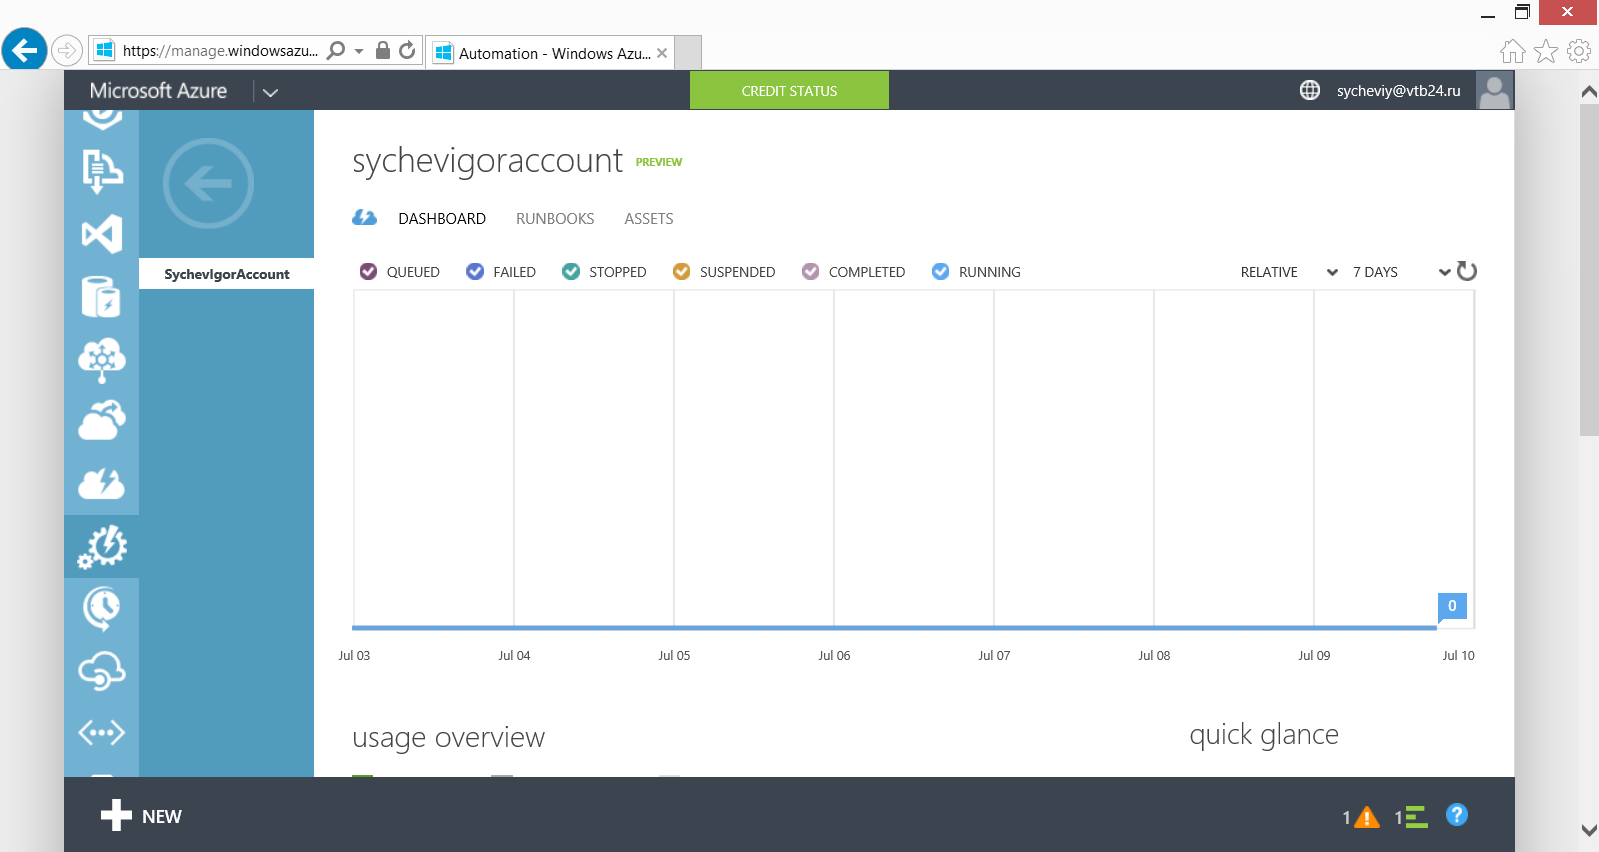 https://manage.windowsazu...
Automation - Windows Azu...
Microsoft Azure
CREDIT STATUS
sycheviy@vtb24.ru
sychevigoraccount PREVIEW
DASHBOARD RUNBOOKS ASSETS
SychevIgorAccount
QUEUED FAILED STOPPED SUSPENDED COMPLETED RUNNING RELATIVE 7 DAYS
0
Jul 03 Jul 04 Jul 05 Jul 06 Jul 07 Jul 08 Jul 09 Jul 10
usage overview
quick glance
NEW
1 ! 1 ?